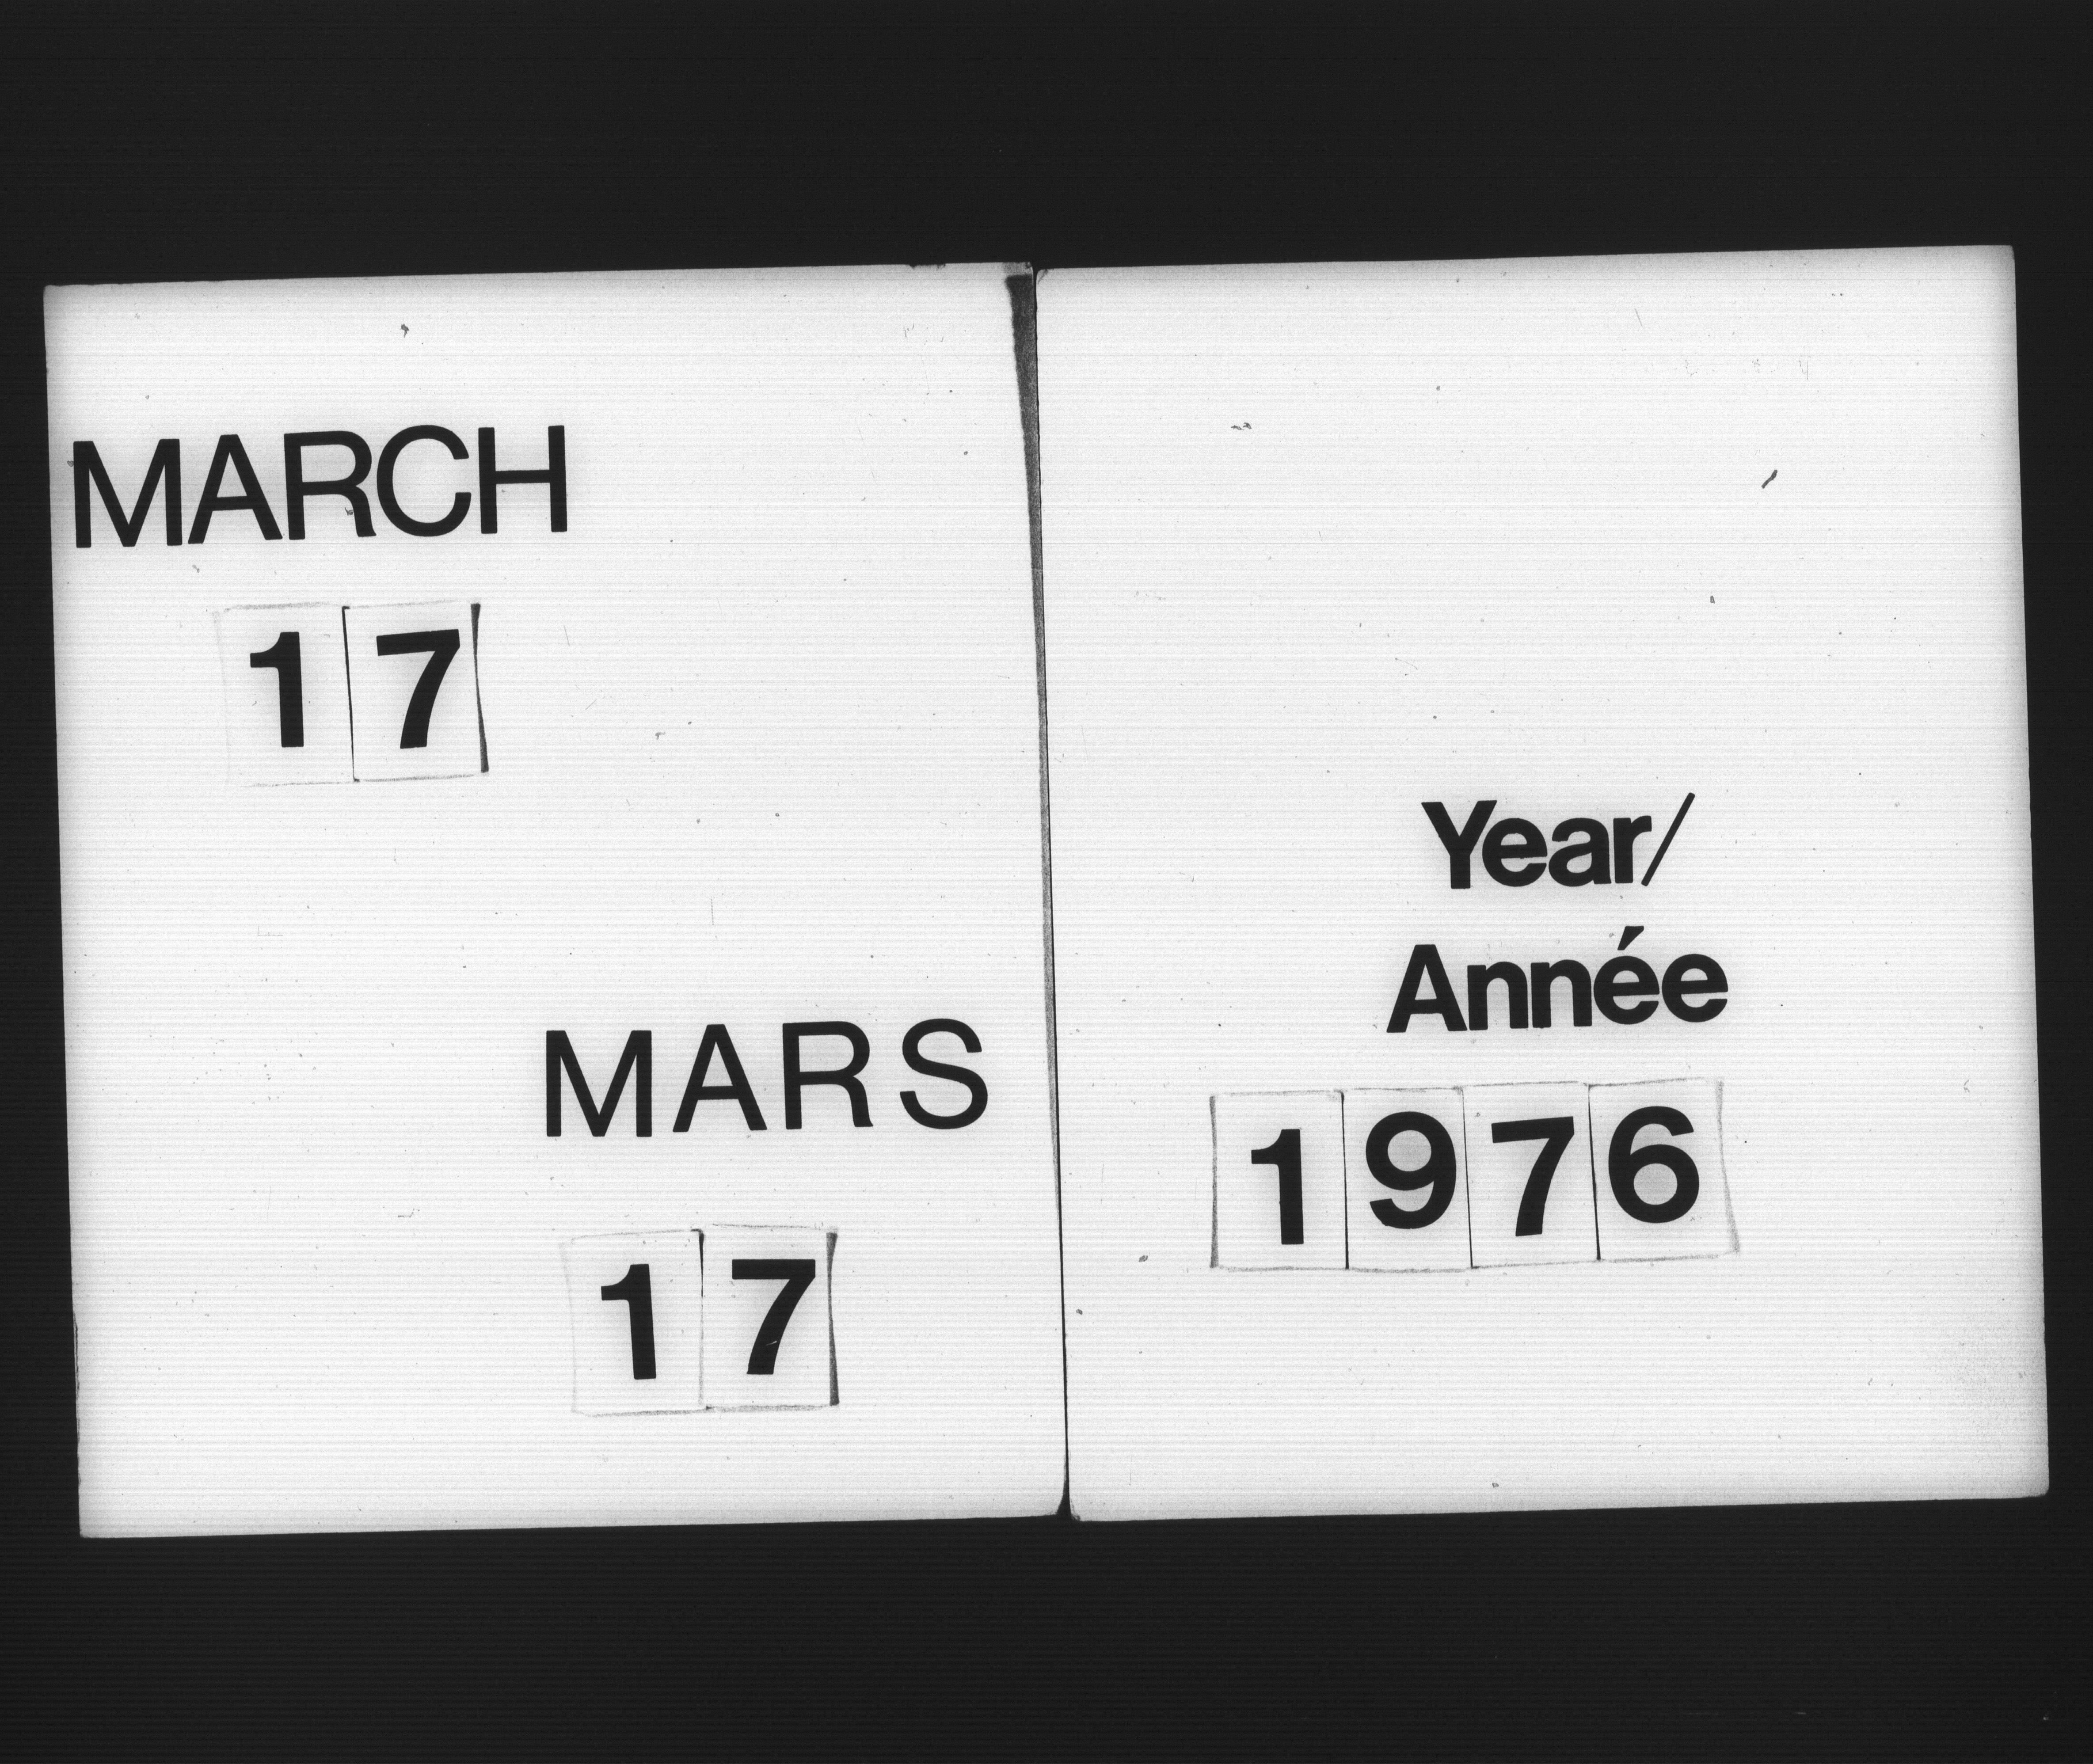 MARCH
17
MARS
17
Year/
Année
1976